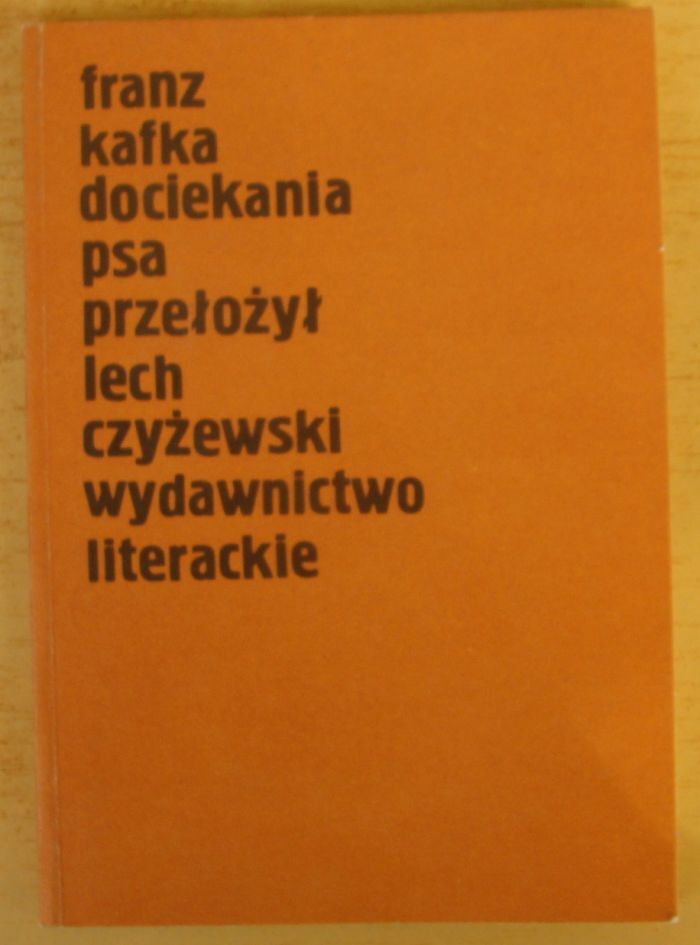 franz
kafka
dociekania
psa
przełożył
lech
czyżewski
wydawnictwo
literackie